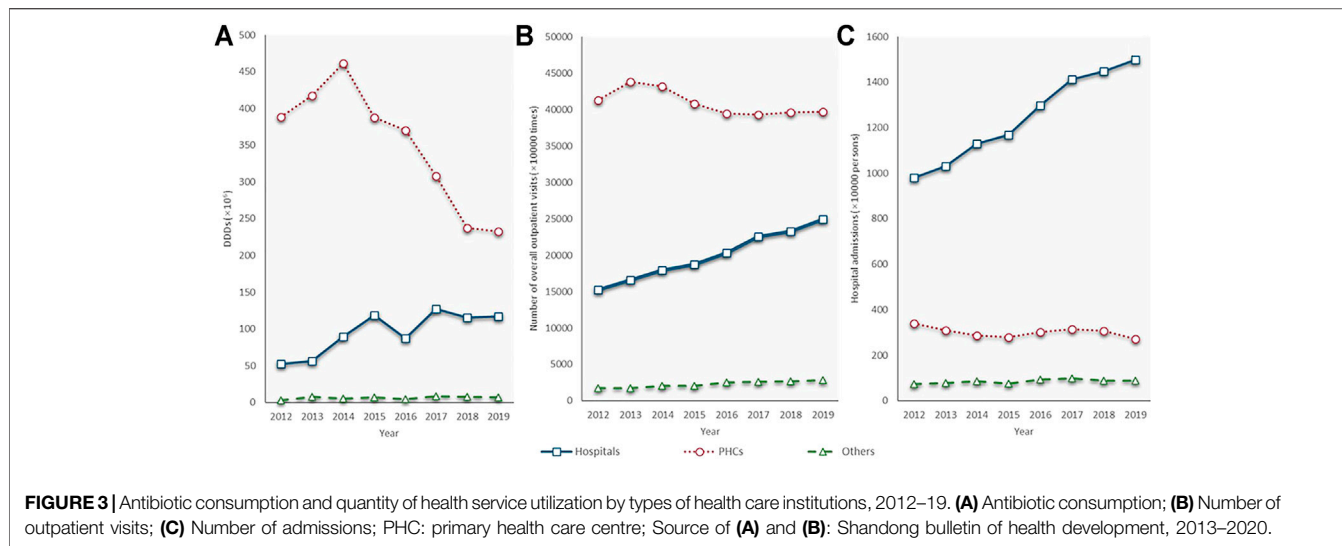 A
500
450
400
350
300
250
200
150
100
50
0
DDDs (×10⁵)
2012 2013 2014 2015 2016 2017 2018 2019
Year
B
50000
45000
40000
35000
30000
25000
20000
15000
10000
5000
0
Number of overall outpatient visits (×10000 times)
2012 2013 2014 2015 2016 2017 2018 2019
Year
C
1600
1400
1200
1000
800
600
400
200
0
Hospital admissions (×10000 persons)
2012 2013 2014 2015 2016 2017 2018 2019
Year
Hospitals PHCs Others
FIGURE 3 | Antibiotic consumption and quantity of health service utilization by types of health care institutions, 2012–19. (A) Antibiotic consumption; (B) Number of
outpatient visits; (C) Number of admissions; PHC: primary health care centre; Source of (A) and (B): Shandong bulletin of health development, 2013–2020.